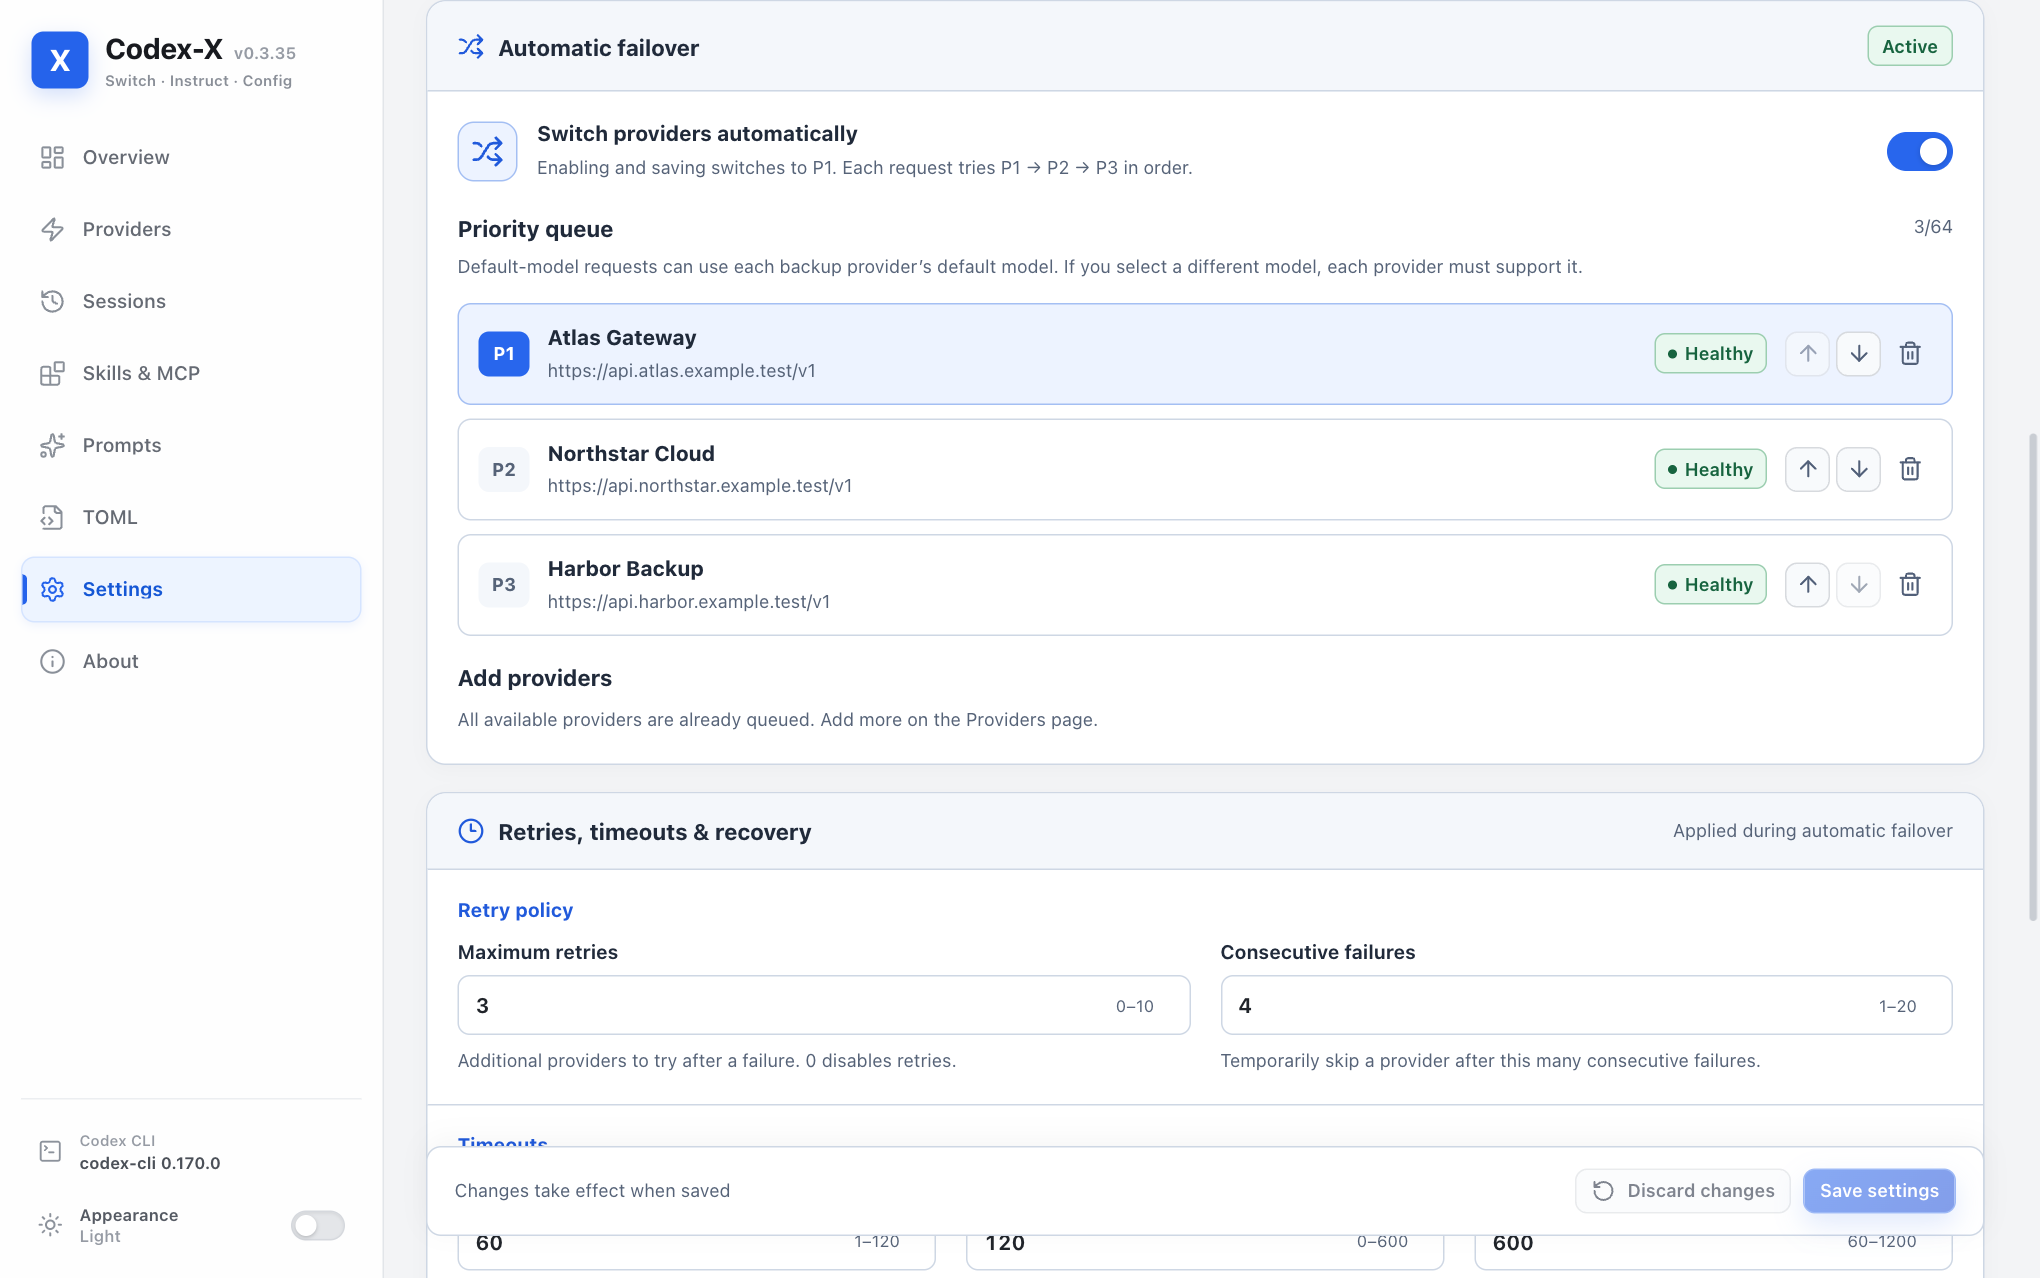 X
Codex-X v0.3.35
Switch · Instruct · Config
Overview
Providers
Sessions
Skills & MCP
Prompts
TOML
Settings
About
Codex CLI
codex-cli 0.170.0
Appearance
Light
Automatic failover
Active
Switch providers automatically
Enabling and saving switches to P1. Each request tries P1 → P2 → P3 in order.
Priority queue
3/64
Default-model requests can use each backup provider’s default model. If you select a different model, each provider must support it.
P1
Atlas Gateway
https://api.atlas.example.test/v1
Healthy
P2
Northstar Cloud
https://api.northstar.example.test/v1
Healthy
P3
Harbor Backup
https://api.harbor.example.test/v1
Healthy
Add providers
All available providers are already queued. Add more on the Providers page.
Retries, timeouts & recovery
Applied during automatic failover
Retry policy
Maximum retries
3
0–10
Additional providers to try after a failure. 0 disables retries.
Consecutive failures
4
1–20
Temporarily skip a provider after this many consecutive failures.
Timeouts
Changes take effect when saved
Discard changes
Save settings
60
1–120
120
0–600
600
60–1200